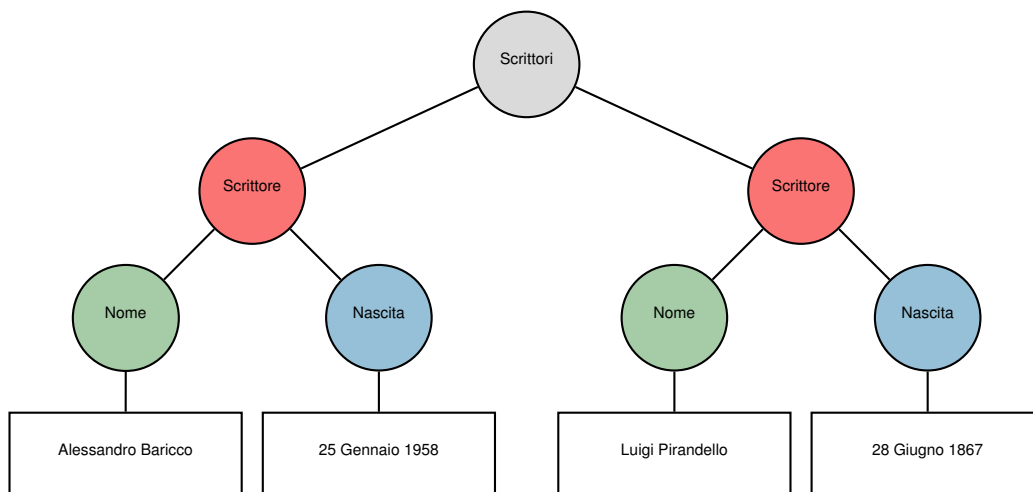 Scrittori
Scrittore
Scrittore
Nome
Nascita
Nome
Nascita
Alessandro Baricco
25 Gennaio 1958
Luigi Pirandello
28 Giugno 1867